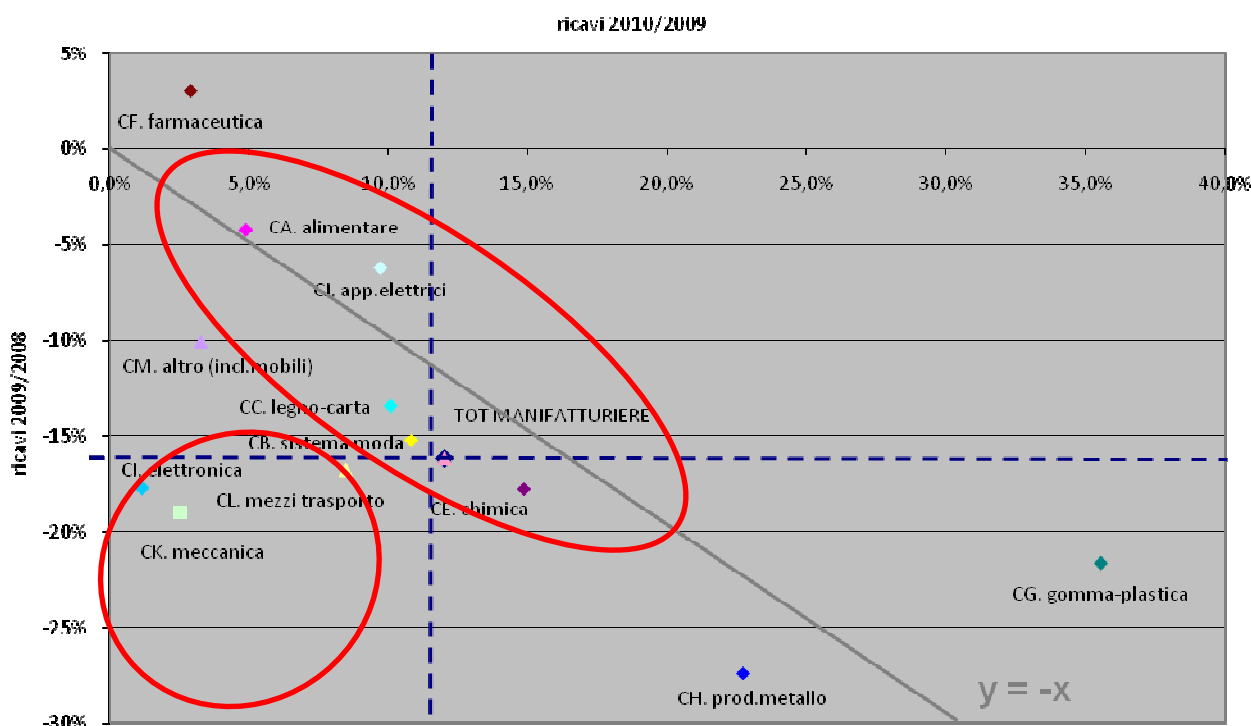 ricavi 2010/2009
5%
CF. farmaceutica
0%
0,0% 5,0% 10,0% 15,0% 20,0% 25,0% 30,0% 35,0% 40,0%
CA. alimentare
-5%
CJ. app.elettrici
-10%
CM. altro (incl.mobili)
CC. legno-carta
TOT MANIFATTURIERE
-15%
CB. sistema moda
CI. elettronica
CL. mezzi trasporto
CE. chimica
-20%
CK. meccanica
CG. gomma-plastica
-25%
CH. prod.metallo
y = -x
-30%
ricavi 2009/2008